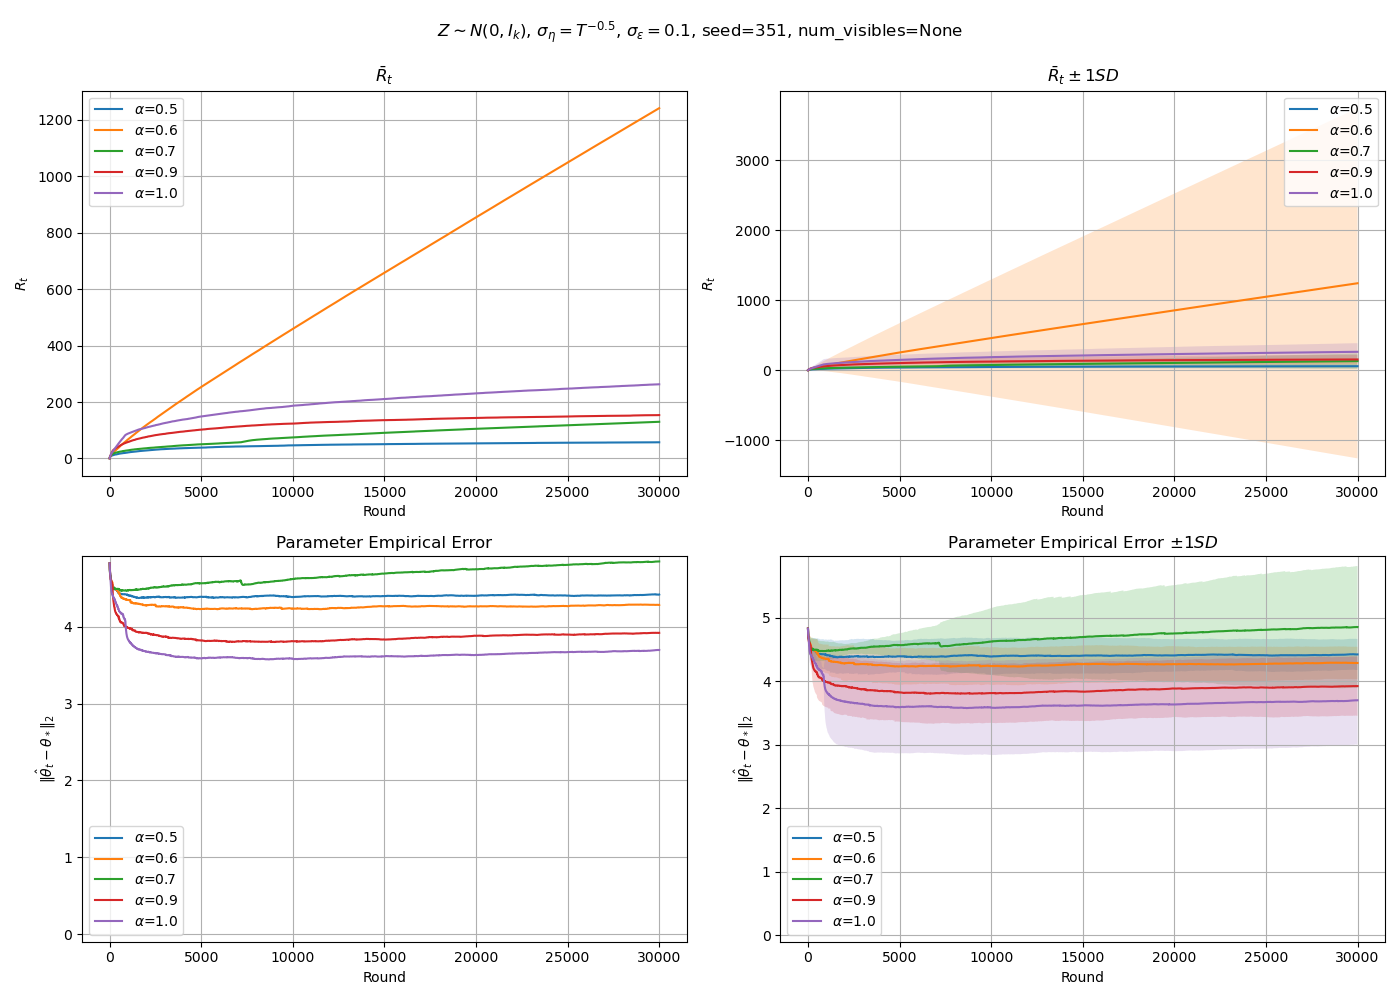 Z ~ N(0, I_k), σ_η = T^{-0.5}, σ_ε = 0.1, seed=351, num_visibles=None
R̄_t
R_t
1200
1000
800
600
400
200
0
α=0.5
α=0.6
α=0.7
α=0.9
α=1.0
0 5000 10000 15000 20000 25000 30000
Round
R̄_t ± 1SD
R_t
3000
2000
1000
0
−1000
α=0.5
α=0.6
α=0.7
α=0.9
α=1.0
0 5000 10000 15000 20000 25000 30000
Round
Parameter Empirical Error
‖θ̂_t − θ_*‖_2
4
3
2
1
0
α=0.5
α=0.6
α=0.7
α=0.9
α=1.0
0 5000 10000 15000 20000 25000 30000
Round
Parameter Empirical Error ±1SD
‖θ̂_t − θ_*‖_2
5
4
3
2
1
0
α=0.5
α=0.6
α=0.7
α=0.9
α=1.0
0 5000 10000 15000 20000 25000 30000
Round